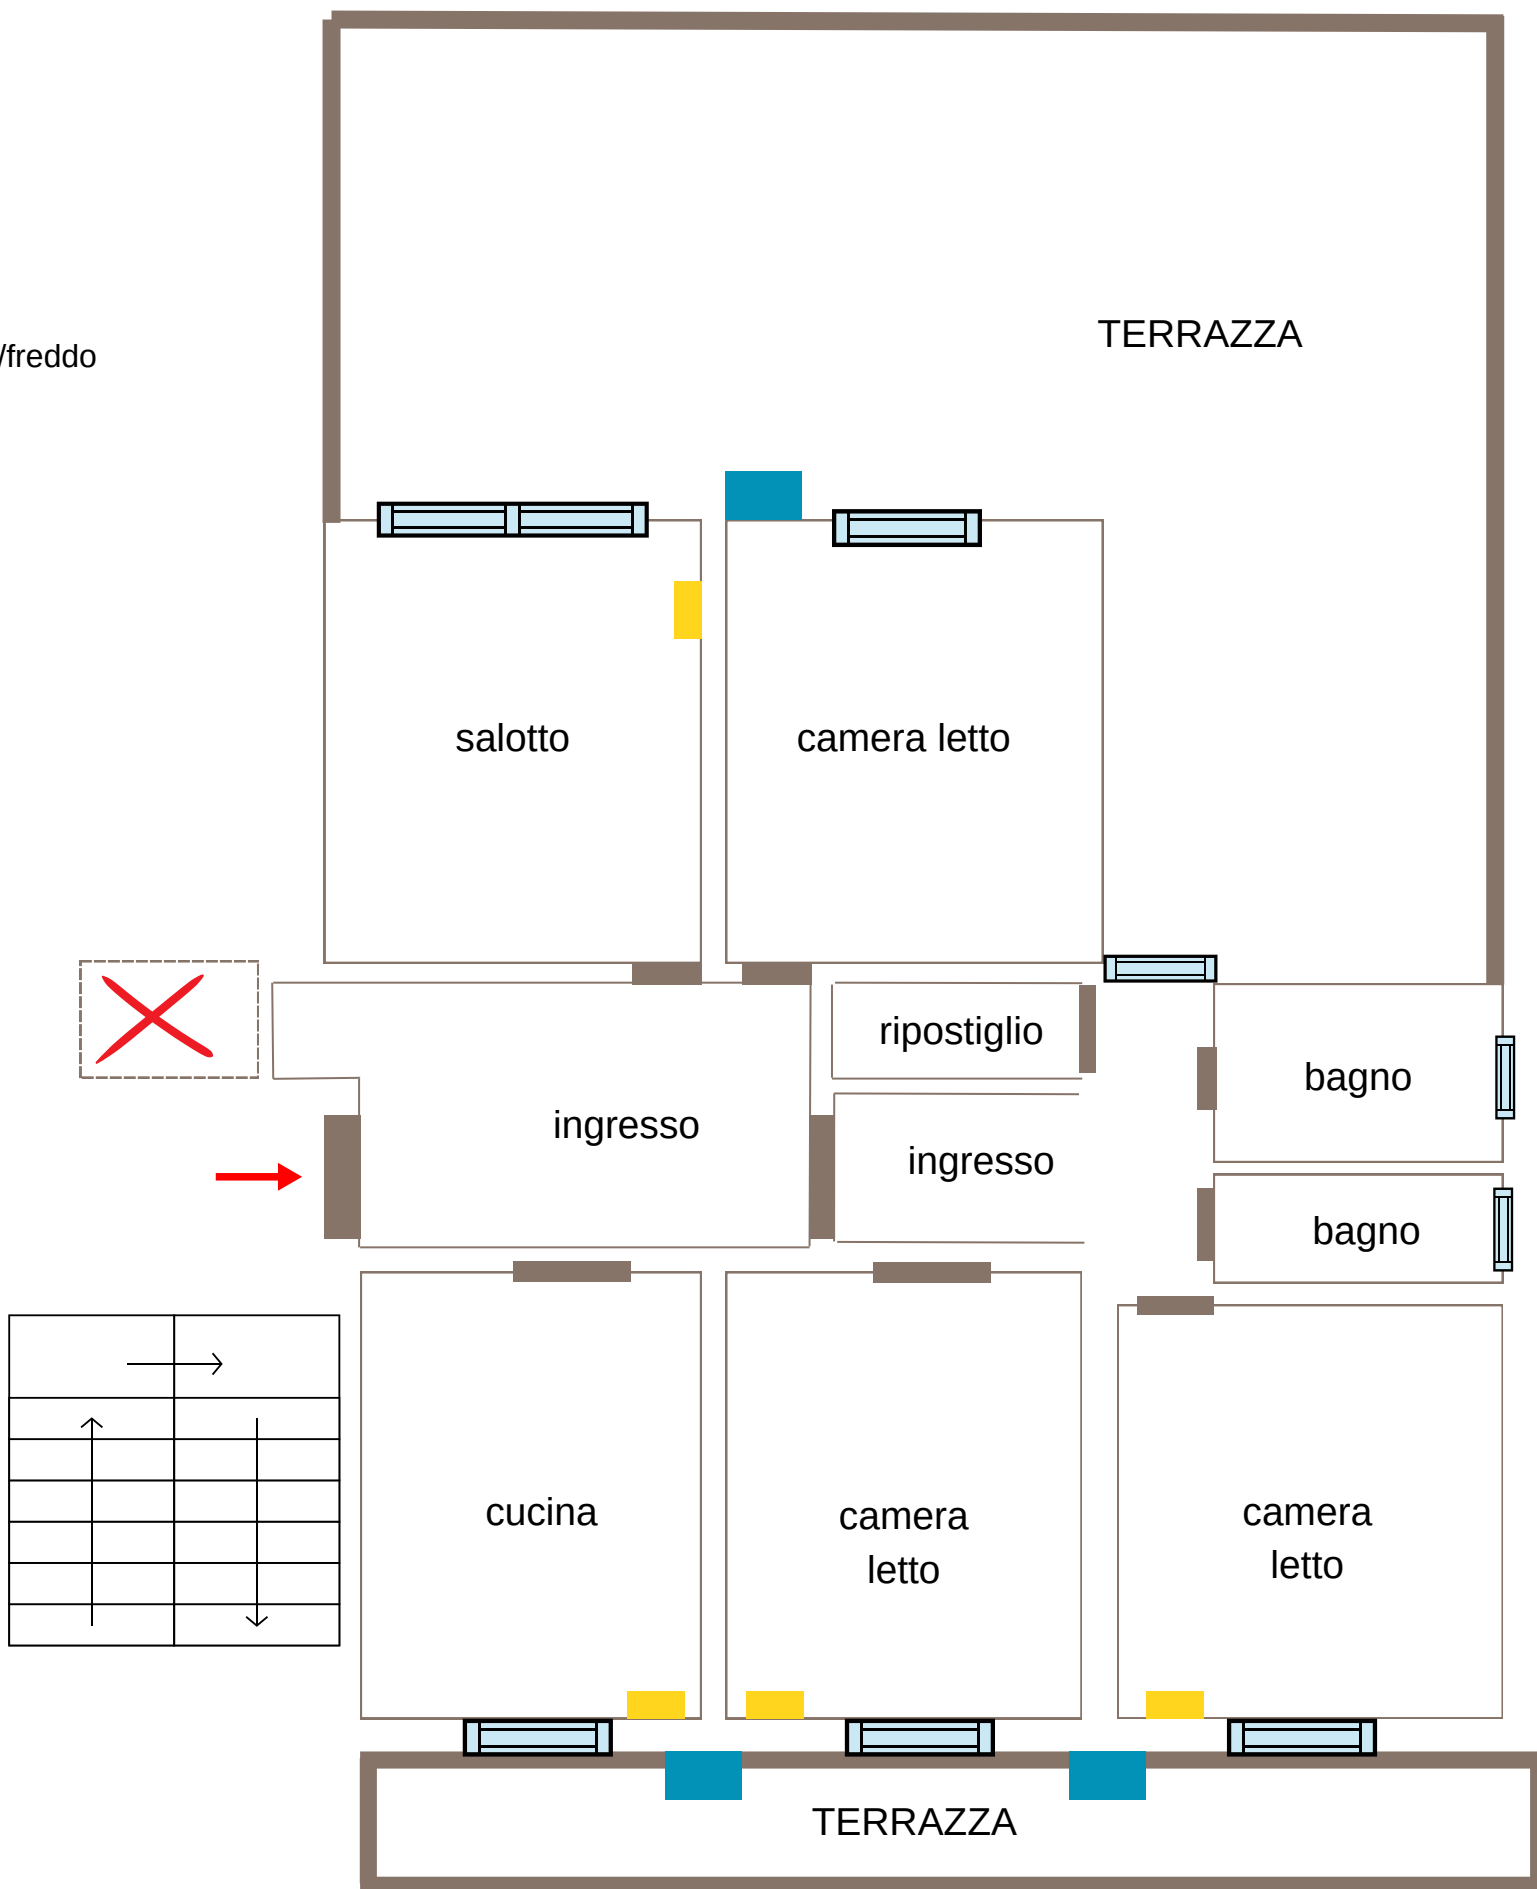 TERRAZZA
/freddo
salotto
camera letto
ripostiglio
bagno
ingresso
ingresso
bagno
cucina
camera
letto
camera
letto
TERRAZZA